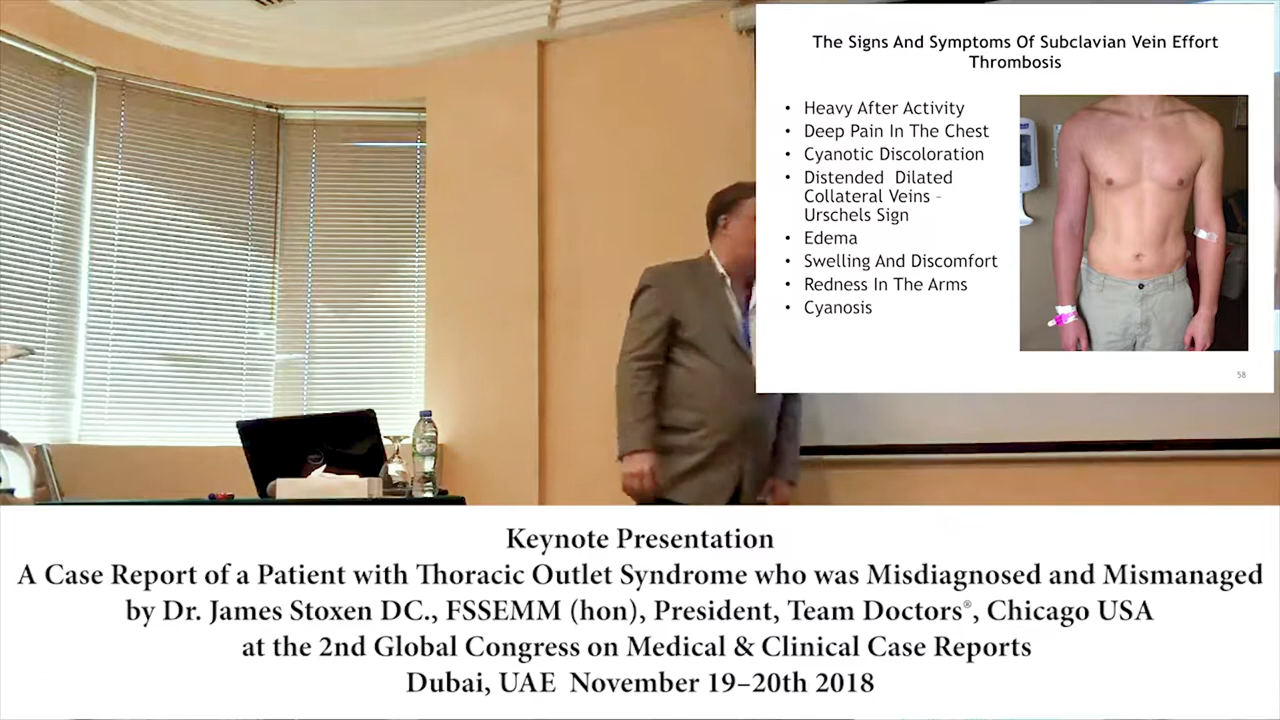 The Signs And Symptoms Of Subclavian Vein Effort
Thrombosis
• Heavy After Activity
• Deep Pain In The Chest
• Cyanotic Discoloration
• Distended Dilated
Collateral Veins –
Urschels Sign
• Edema
• Swelling And Discomfort
• Redness In The Arms
• Cyanosis
58
Keynote Presentation
A Case Report of a Patient with Thoracic Outlet Syndrome who was Misdiagnosed and Mismanaged
by Dr. James Stoxen DC., FSSEMM (hon), President, Team Doctors®, Chicago USA
at the 2nd Global Congress on Medical & Clinical Case Reports
Dubai, UAE November 19–20th 2018